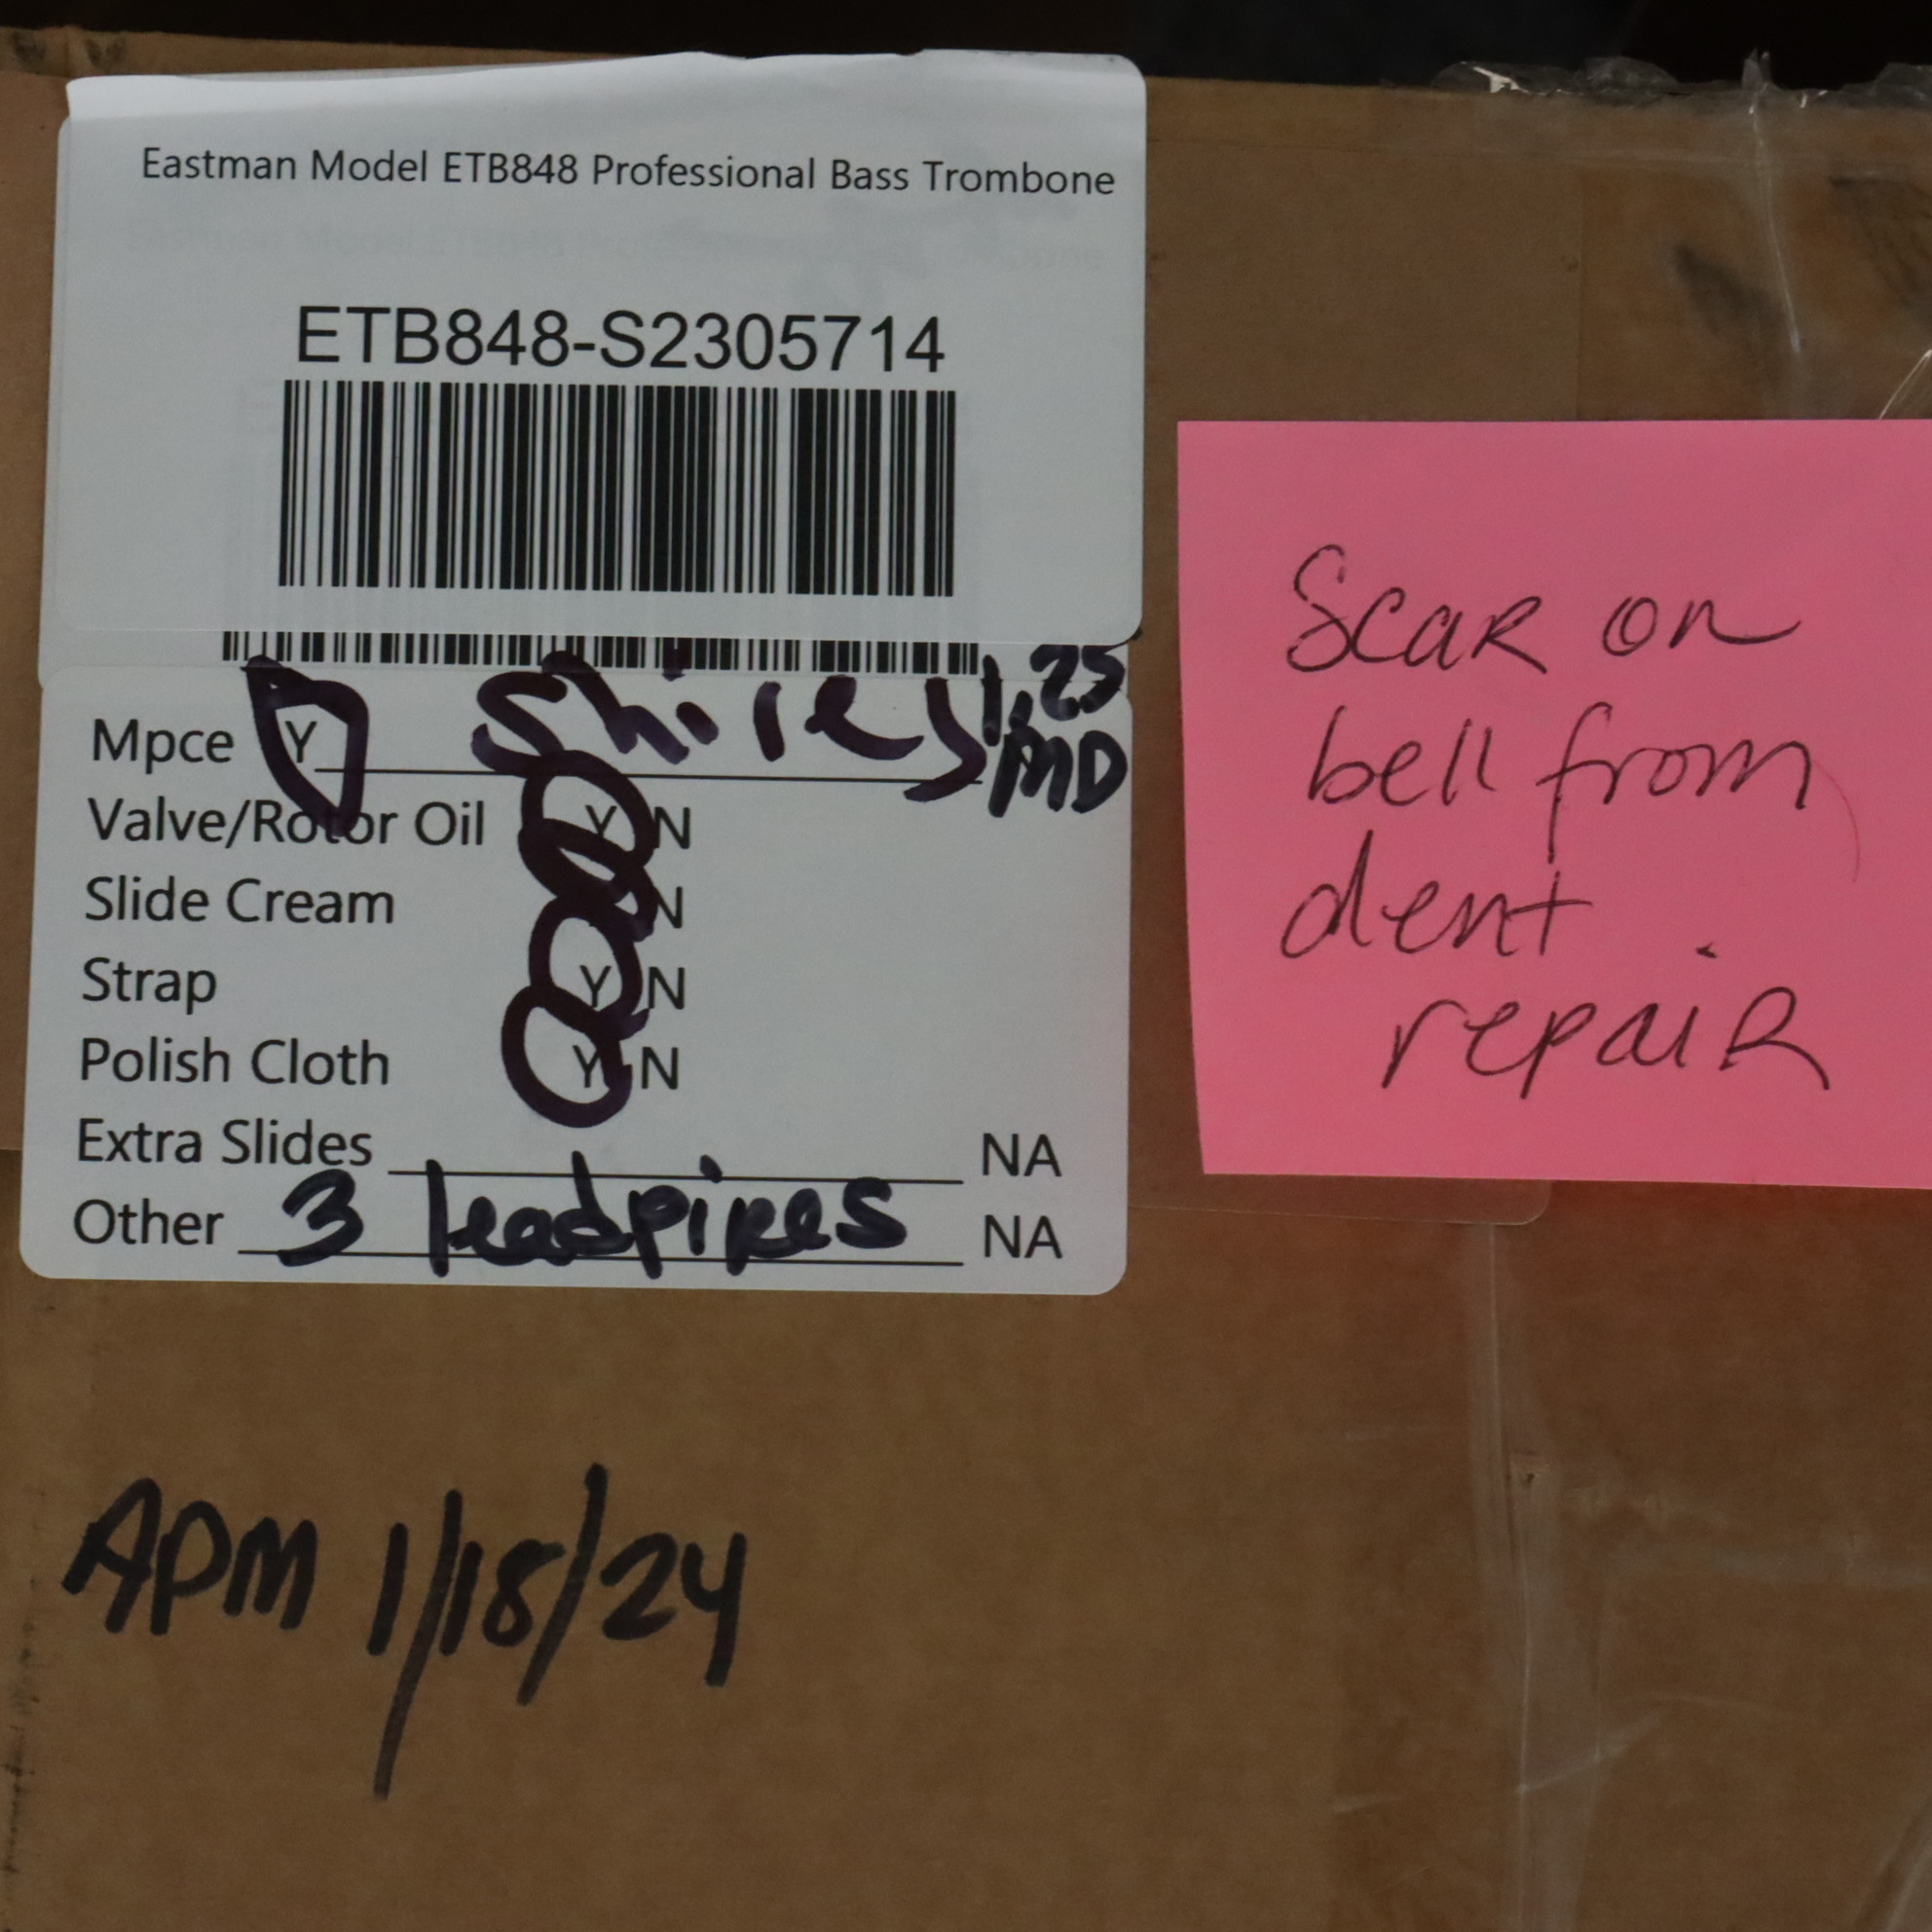 Eastman Model ETB848 Professional Bass Trombone
ETB848-S2305714
Mpce Y Shires 1.25 MD
Valve/Rotor Oil Y N
Slide Cream N
Strap Y N
Polish Cloth Y N
Extra Slides NA
Other 3 leadpipes NA
Scar on
bell from
dent
repair
APM 1/18/24